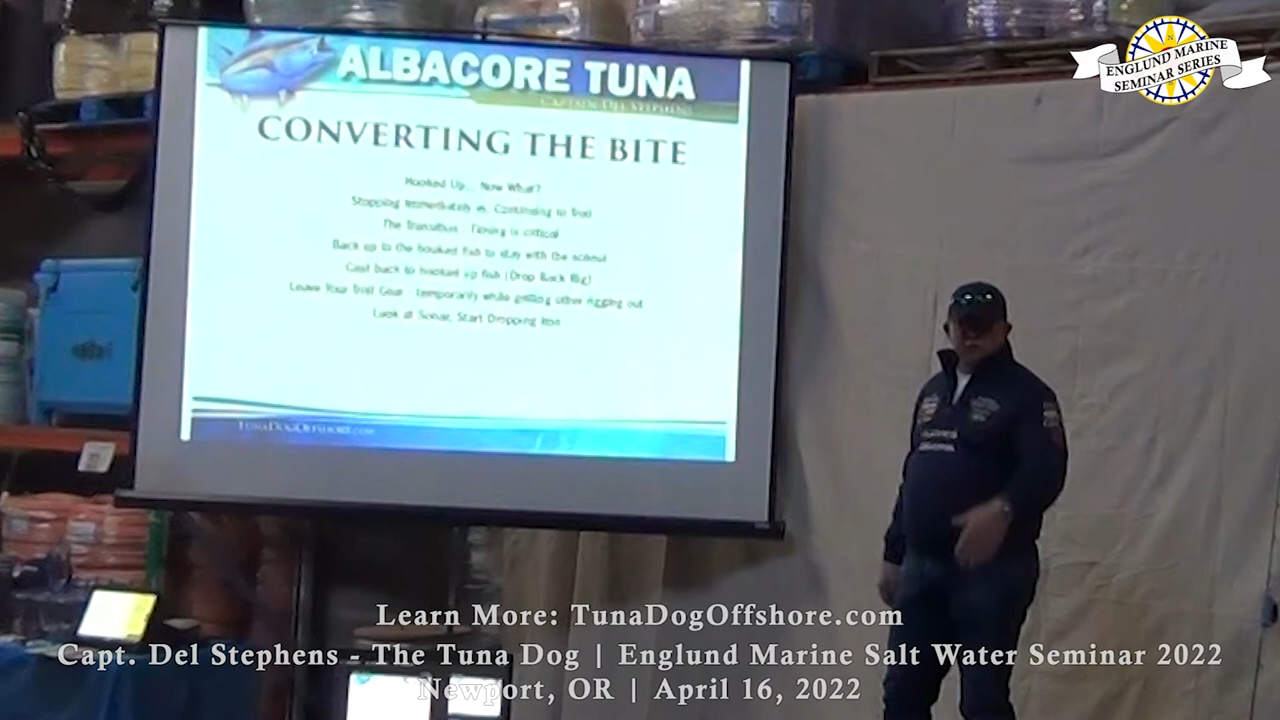 ENGLUND MARINE
SEMINAR SERIES
ALBACORE TUNA
CAPTAIN DEL STEPHENS
CONVERTING THE BITE
Hooked Up... Now What?
Stopping Immediately vs. Continuing to Troll
The Transition - Timing is critical
Back up to the hooked fish to stay with the school
Cast back to hooked up fish (Drop Back Rig)
Leave Your Troll Gear - temporarily while getting other rigging out
Look at Sonar, Start Dropping Iron
TUNADOGOFFSHORE.COM
Learn More: TunaDogOffshore.com
Capt. Del Stephens - The Tuna Dog | Englund Marine Salt Water Seminar 2022
Newport, OR | April 16, 2022